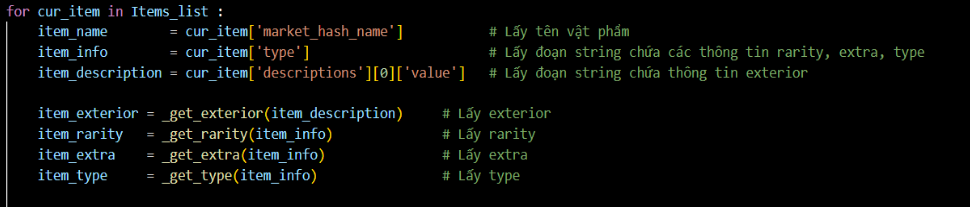 for cur_item in Items_list :
item_name = cur_item['market_hash_name'] # Lấy tên vật phẩm
item_info = cur_item['type'] # Lấy đoạn string chứa các thông tin rarity, extra, type
item_description = cur_item['descriptions'][0]['value'] # Lấy đoạn string chứa thông tin exterior
item_exterior = _get_exterior(item_description) # Lấy exterior
item_rarity = _get_rarity(item_info) # Lấy rarity
item_extra = _get_extra(item_info) # Lấy extra
item_type = _get_type(item_info) # Lấy type